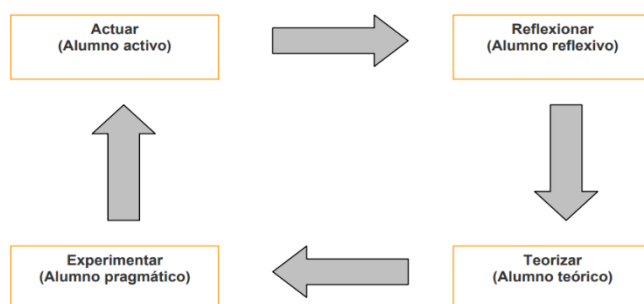 Actuar
(Alumno activo)
Reflexionar
(Alumno reflexivo)
Experimentar
(Alumno pragmático)
Teorizar
(Alumno teórico)